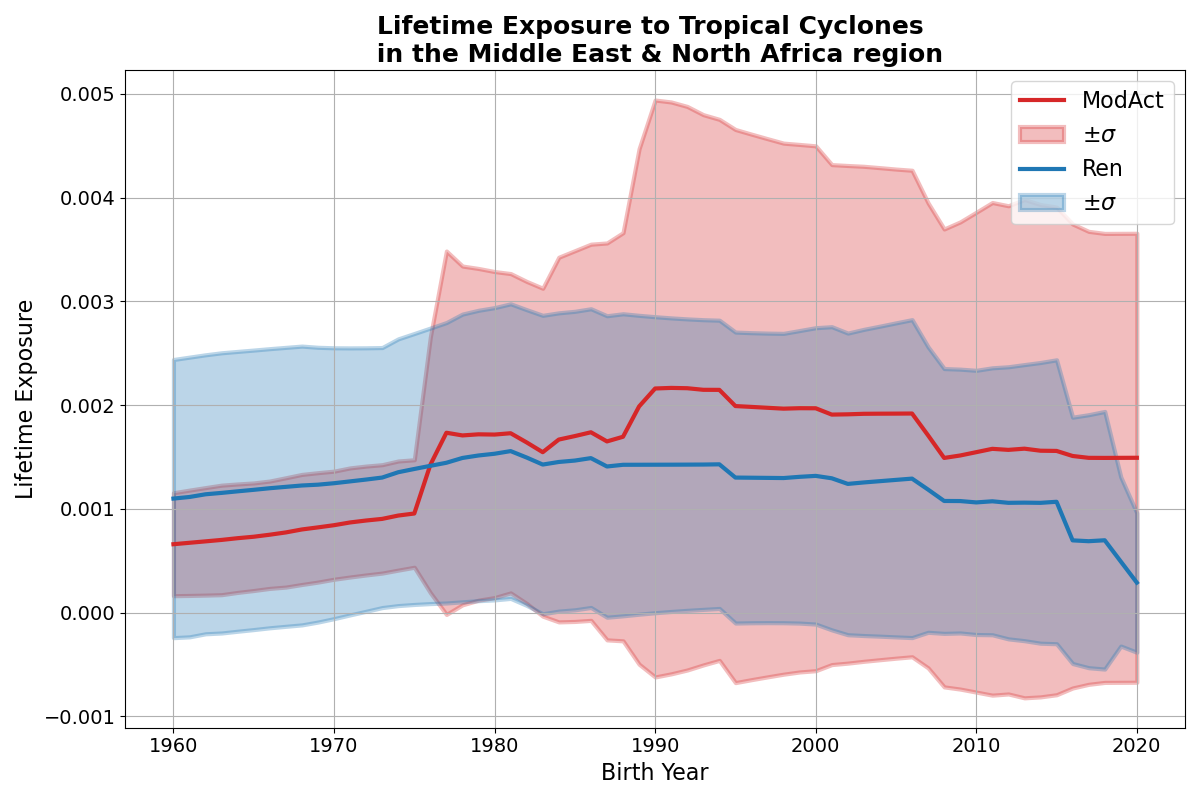 Lifetime Exposure to Tropical Cyclones
in the Middle East & North Africa region
ModAct
±σ
Ren
±σ
Lifetime Exposure
0.005
0.004
0.003
0.002
0.001
0.000
−0.001
1960
1970
1980
1990
2000
2010
2020
Birth Year